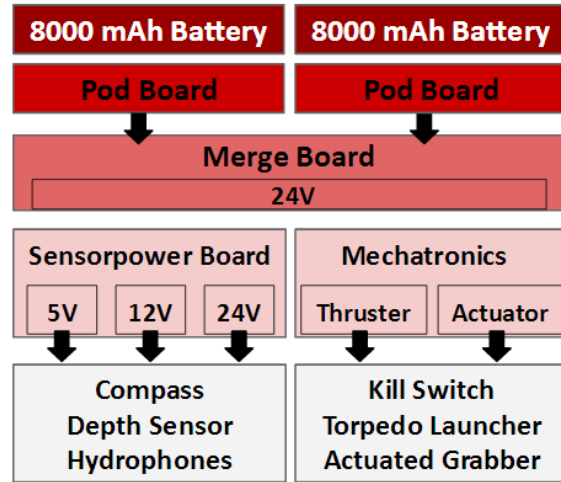 8000 mAh Battery
8000 mAh Battery
Pod Board
Pod Board
Merge Board
24V
Sensorpower Board
5V
12V
24V
Mechatronics
Thruster
Actuator
Compass
Depth Sensor
Hydrophones
Kill Switch
Torpedo Launcher
Actuated Grabber